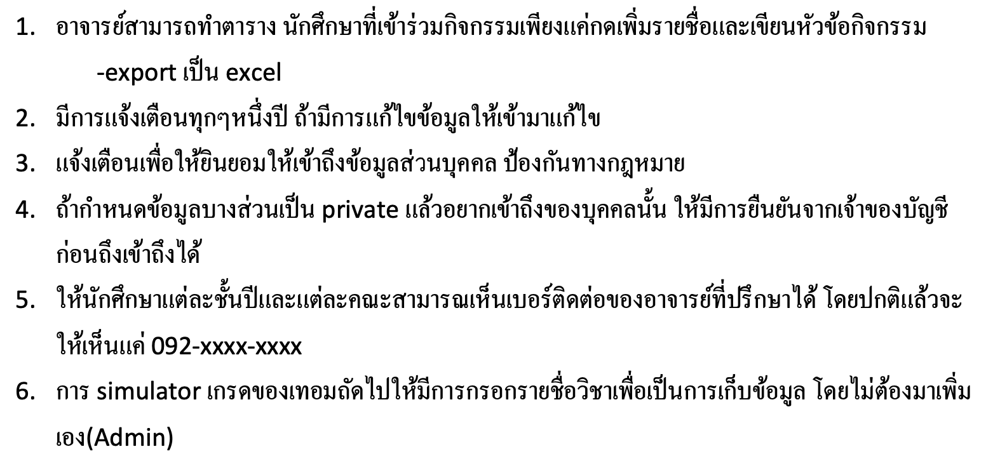 1. อาจารย์สามารถทำตาราง นักศึกษาที่เข้าร่วมกิจกรรมเพียงแค่กดเพิ่มรายชื่อและเขียนหัวข้อกิจกรรม
-export เป็น excel
2. มีการแจ้งเตือนทุกๆหนึ่งปี ถ้ามีการแก้ไขข้อมูลให้เข้ามาแก้ไข
3. แจ้งเตือนเพื่อให้ยินยอมให้เข้าถึงข้อมูลส่วนบุคคล ป้องกันทางกฎหมาย
4. ถ้ากำหนดข้อมูลบางส่วนเป็น private แล้วอยากเข้าถึงของบุคคลนั้น ให้มีการยืนยันจากเจ้าของบัญชี
ก่อนถึงเข้าถึงได้
5. ให้นักศึกษาแต่ละชั้นปีและแต่ละคณะสามารณเห็นเบอร์ติดต่อของอาจารย์ที่ปรึกษาได้ โดยปกติแล้วจะ
ให้เห็นแค่ 092-xxxx-xxxx
6. การ simulator เกรดของเทอมถัดไปให้มีการกรอกรายชื่อวิชาเพื่อเป็นการเก็บข้อมูล โดยไม่ต้องมาเพิ่ม
เอง(Admin)